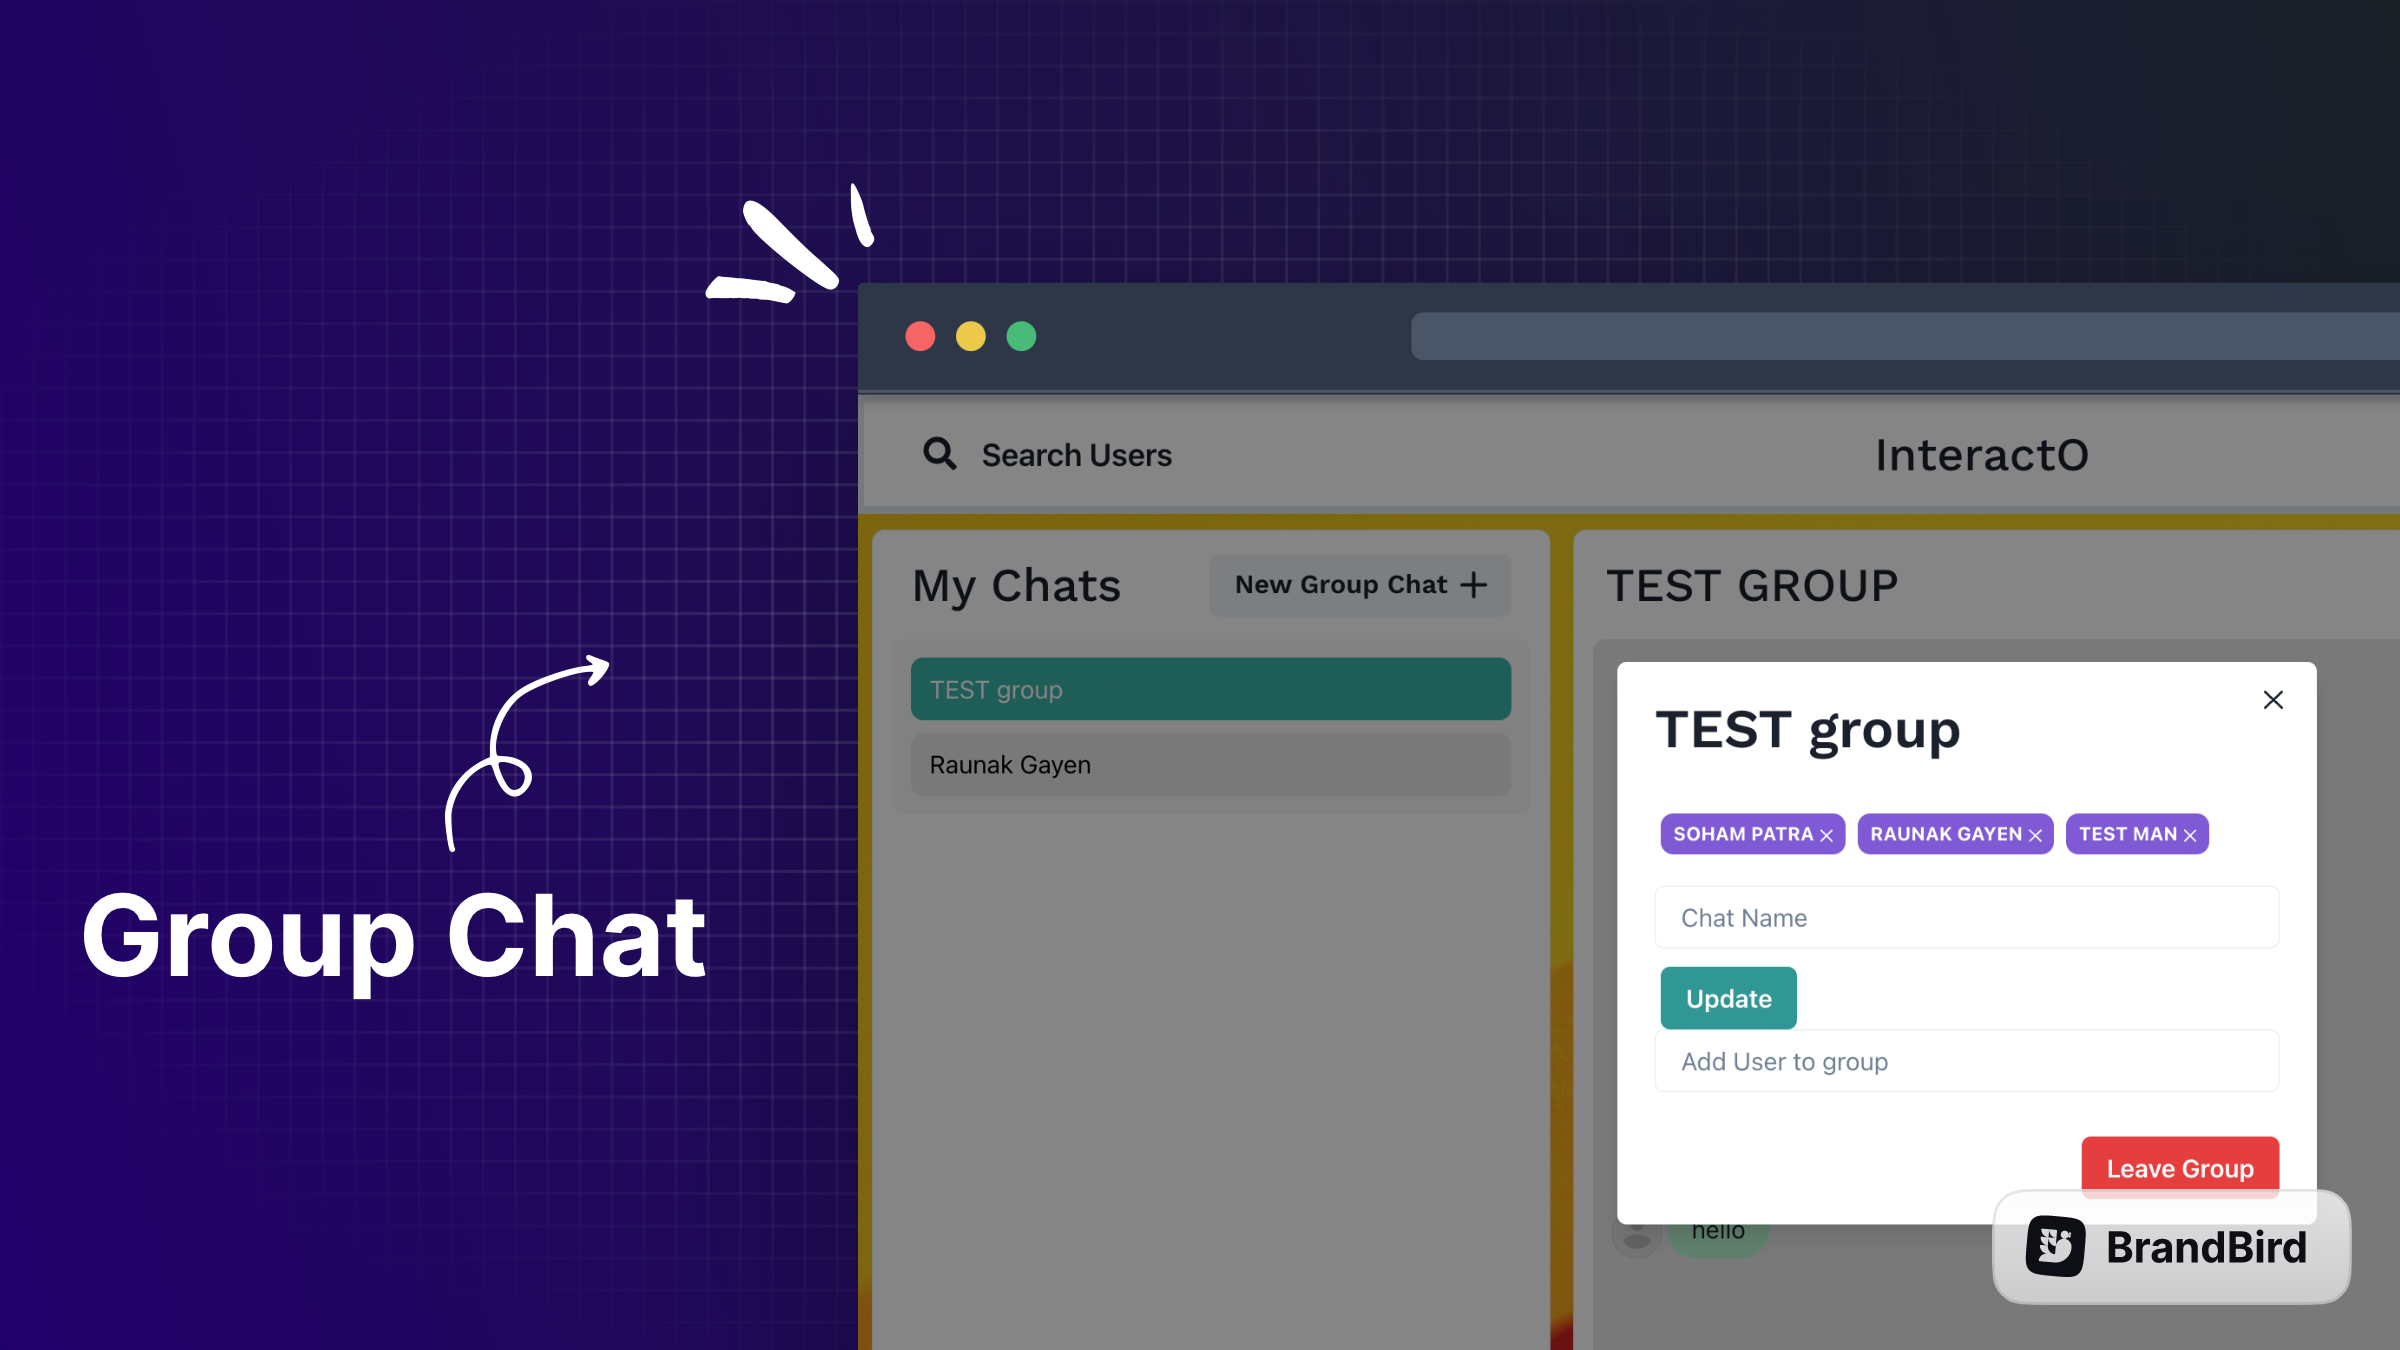 Group Chat
Search Users
InteractO
My Chats
New Group Chat
TEST group
Raunak Gayen
TEST GROUP
TEST group
SOHAM PATRA
RAUNAK GAYEN
TEST MAN
Chat Name
Update
Add User to group
Leave Group
hello
BrandBird